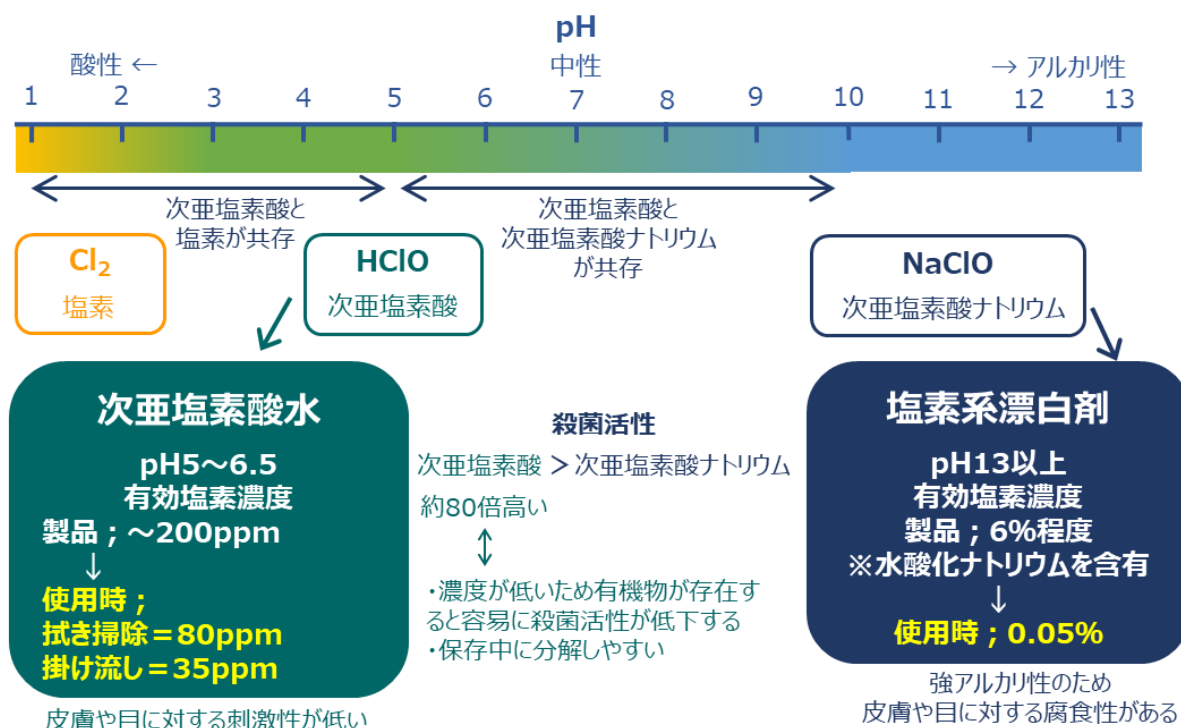 pH
酸性 ←
中性
→ アルカリ性
1 2 3 4 5 6 7 8 9 10 11 12 13
次亜塩素酸と
塩素が共存
次亜塩素酸と
次亜塩素酸ナトリウム
が共存
Cl₂
塩素
HClO
次亜塩素酸
NaClO
次亜塩素酸ナトリウム
次亜塩素酸水
pH5～6.5
有効塩素濃度
製品；～200ppm
↓
使用時；
拭き掃除＝80ppm
掛け流し＝35ppm
皮膚や目に対する刺激性が低い
殺菌活性
次亜塩素酸 ＞ 次亜塩素酸ナトリウム
約80倍高い
・濃度が低いため有機物が存在す
ると容易に殺菌活性が低下する
・保存中に分解しやすい
塩素系漂白剤
pH13以上
有効塩素濃度
製品；6%程度
※水酸化ナトリウムを含有
↓
使用時；0.05%
強アルカリ性のため
皮膚や目に対する腐食性がある